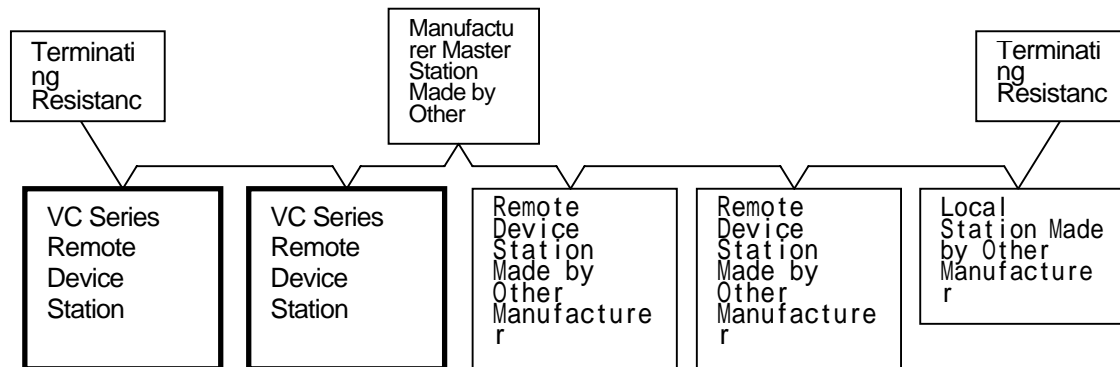 Terminati
ng
Resistanc
Manufactu
rer Master
Station
Made by
Other
Terminati
ng
Resistanc
VC Series
Remote
Device
Station
VC Series
Remote
Device
Station
Remote
Device
Station
Made by
Other
Manufacture
r
Remote
Device
Station
Made by
Other
Manufacture
r
Local
Station Made
by Other
Manufacture
r